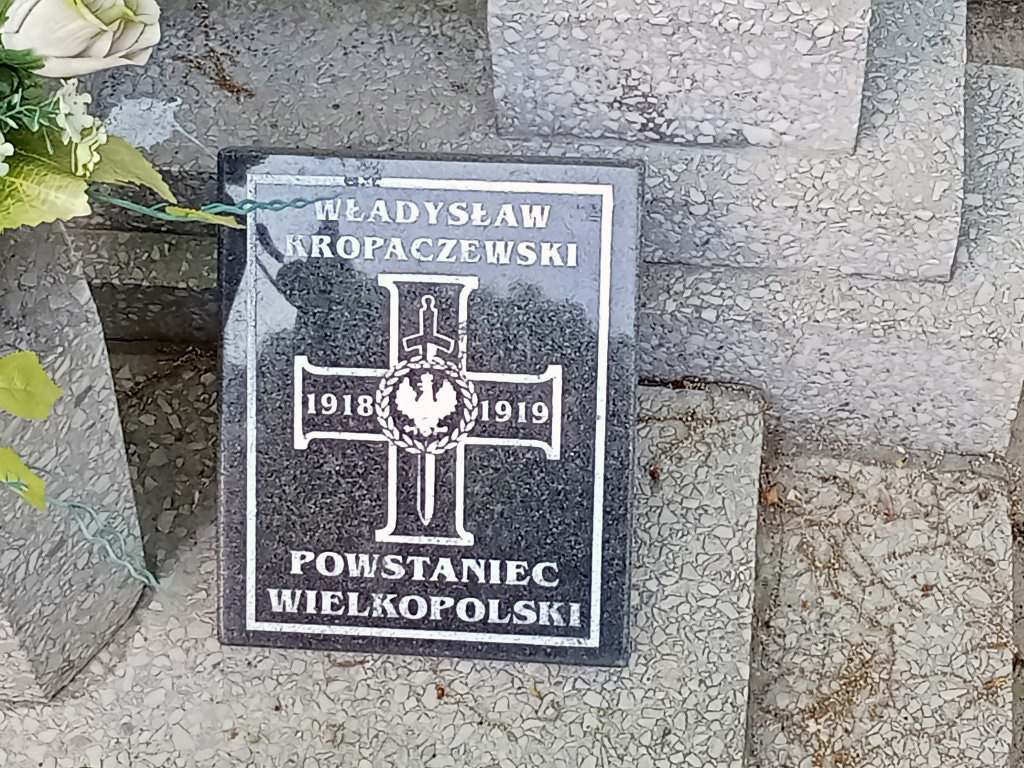 WŁADYSŁAW
KROPACZEWSKI
1918 1919
POWSTANIEC
WIELKOPOLSKI